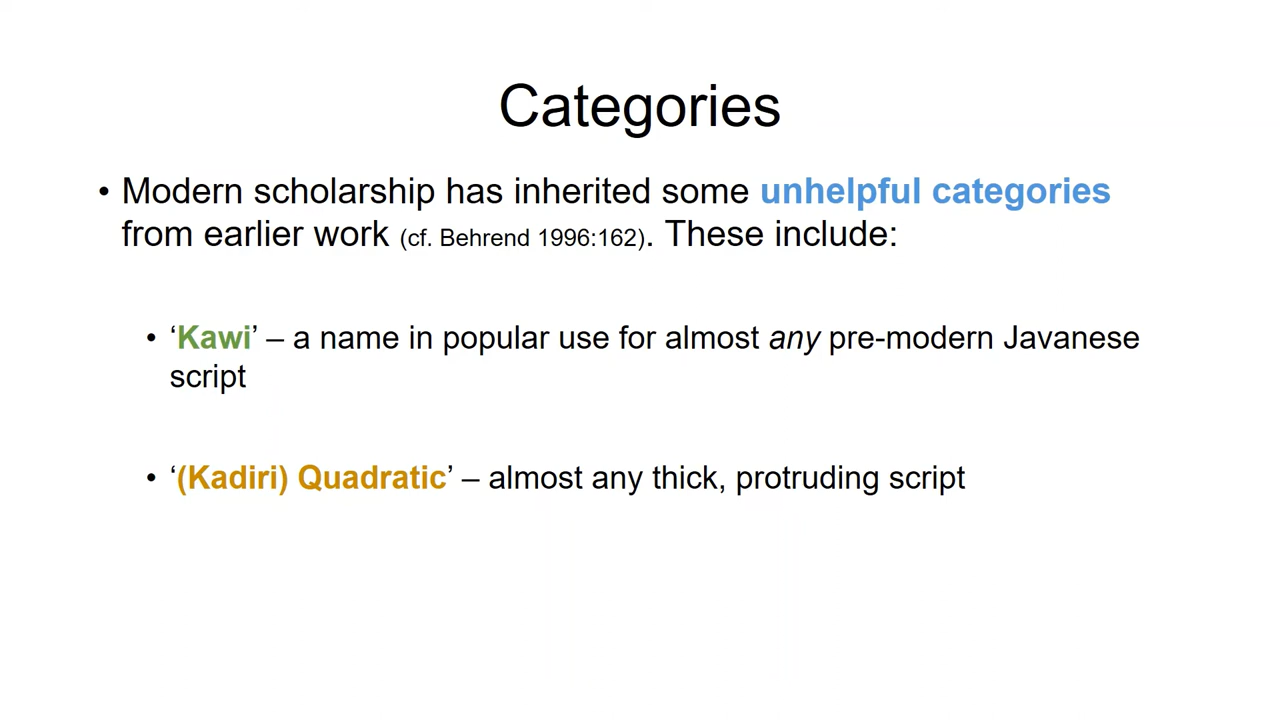 Categories
• Modern scholarship has inherited some unhelpful categories
from earlier work (cf. Behrend 1996:162). These include:
• ‘Kawi’ – a name in popular use for almost any pre-modern Javanese
script
• ‘(Kadiri) Quadratic’ – almost any thick, protruding script